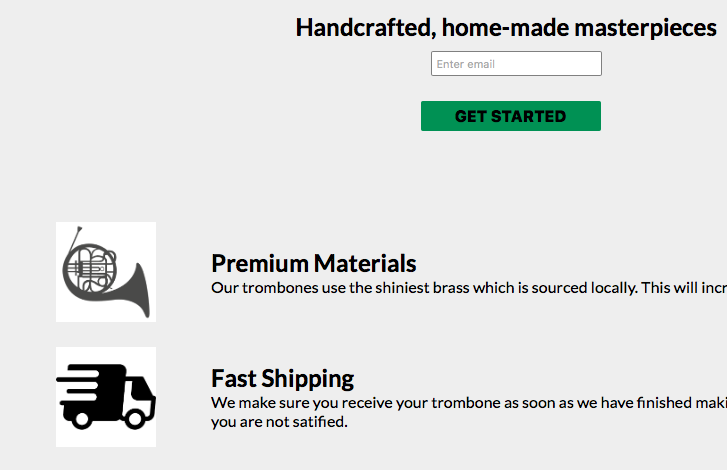 Handcrafted, home-made masterpieces
Enter email
GET STARTED
Premium Materials
Our trombones use the shiniest brass which is sourced locally. This will incr
Fast Shipping
We make sure you receive your trombone as soon as we have finished maki
you are not satified.